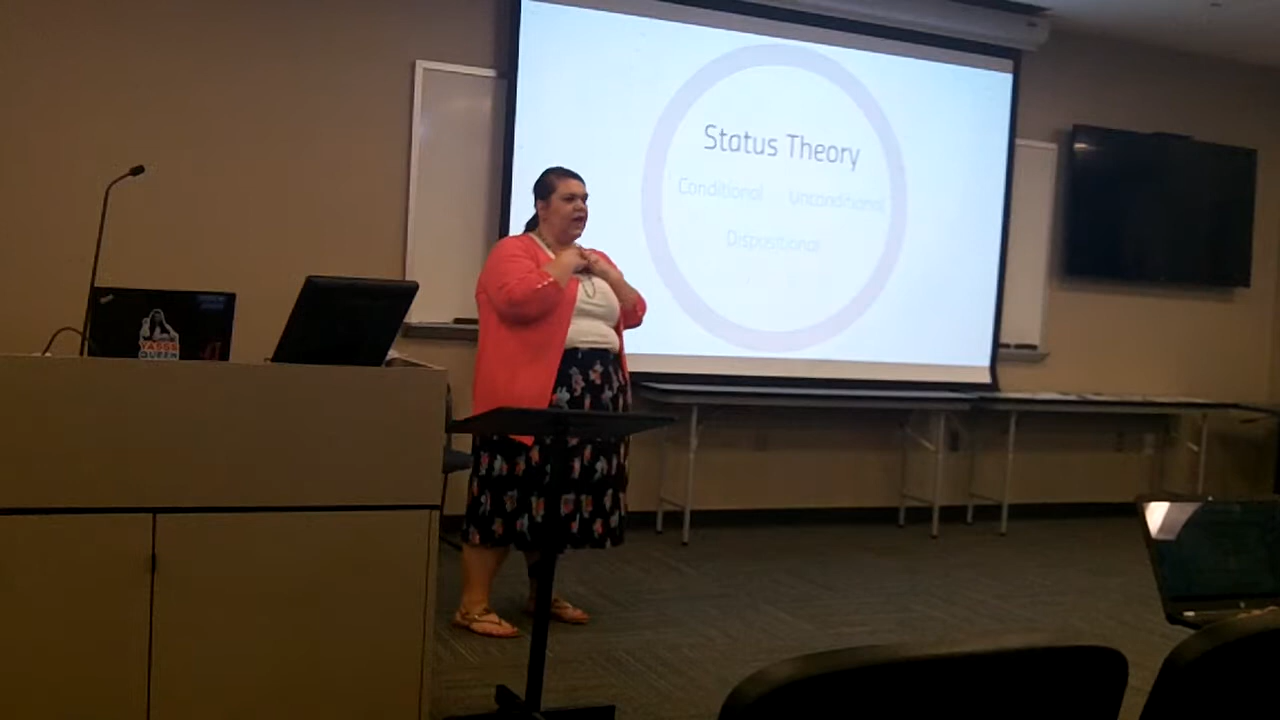 Status Theory
Conditional Unconditional
Dispositional
YASSS
QUEEN